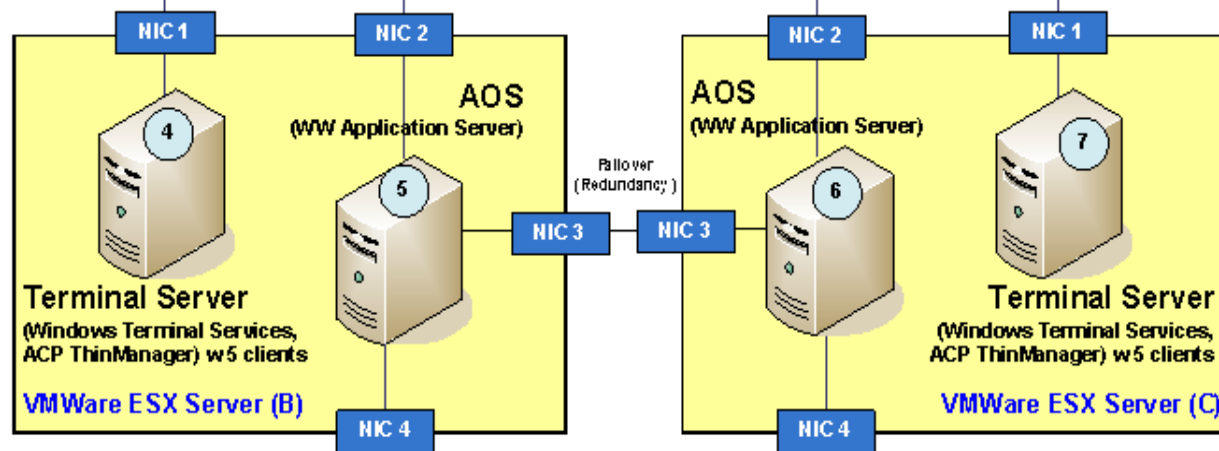 NIC 1
NIC 2
NIC 2
NIC 1
4
AOS
(WW Application Server)
5
Terminal Server
(Windows Terminal Services,
ACP ThinManager) w5 clients
VMWare ESX Server (B)
NIC 3
NIC 4
Failover
(Redundancy)
AOS
(WW Application Server)
6
7
NIC 3
Terminal Server
(Windows Terminal Services,
ACP ThinManager) w5 clients
VMWare ESX Server (C)
NIC 4